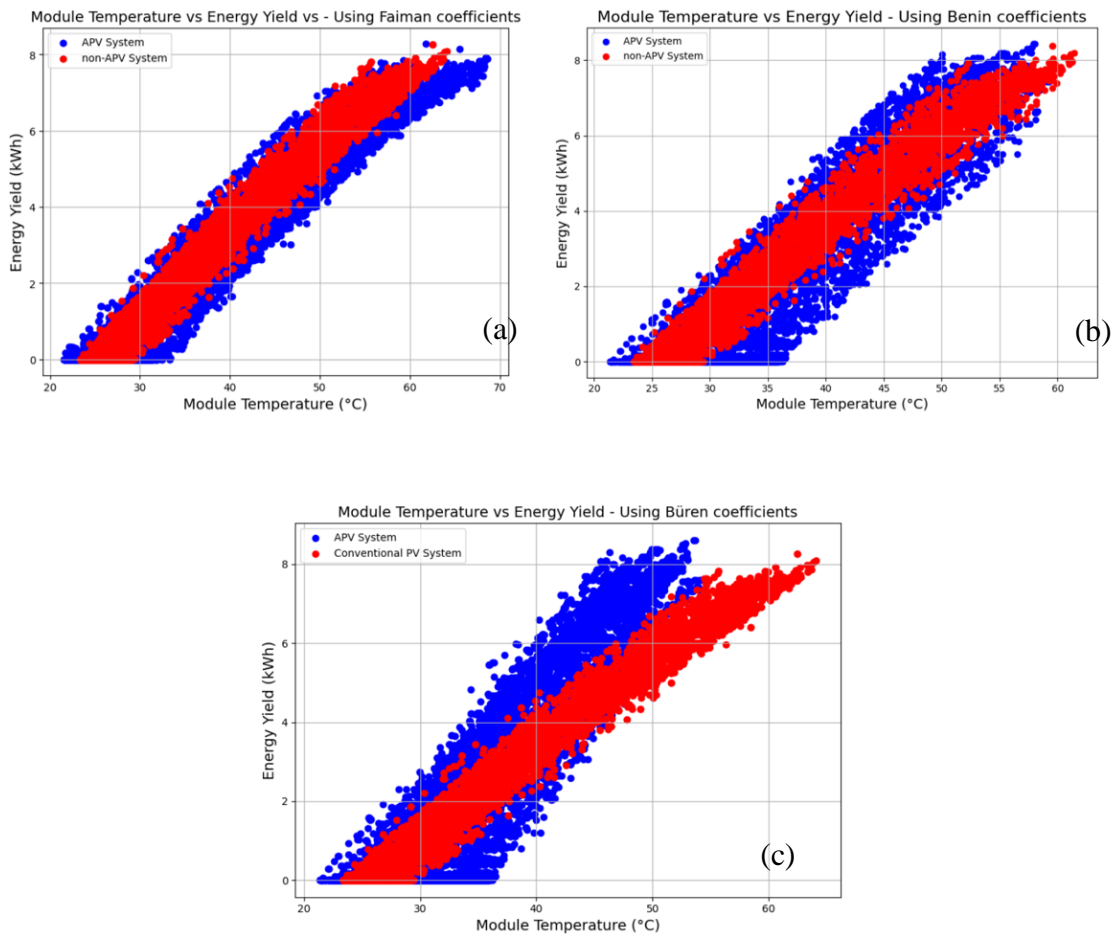 Module Temperature vs Energy Yield vs - Using Faiman coefficients
APV System
non-APV System
8
6
4
2
0
Energy Yield (kWh)
20
30
40
50
60
70
Module Temperature (°C)
(a)
Module Temperature vs Energy Yield - Using Benin coefficients
APV System
non-APV System
8
6
4
2
0
Energy Yield (kWh)
20
25
30
35
40
45
50
55
60
Module Temperature (°C)
(b)
Module Temperature vs Energy Yield - Using Büren coefficients
APV System
Conventional PV System
8
6
4
2
0
Energy Yield (kWh)
20
30
40
50
60
Module Temperature (°C)
(c)